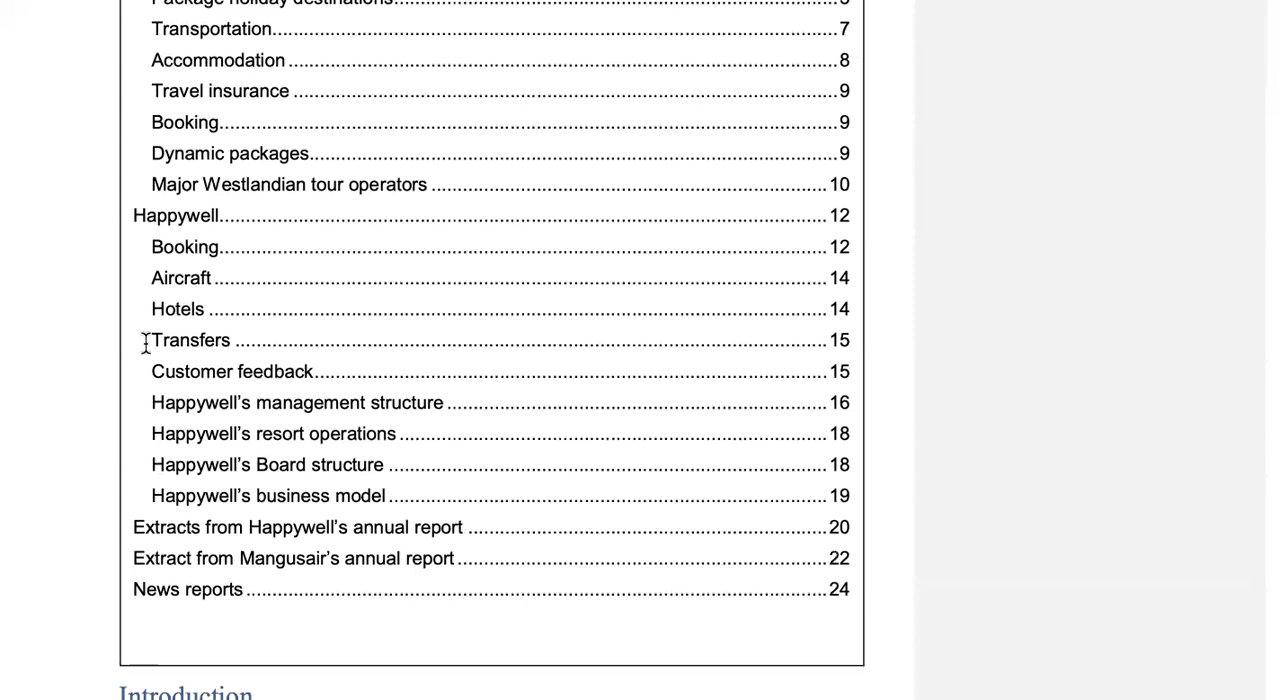 Package holiday destinations
Transportation 7
Accommodation 8
Travel insurance 9
Booking 9
Dynamic packages 9
Major Westlandian tour operators 10
Happywell 12
Booking 12
Aircraft 14
Hotels 14
Transfers 15
Customer feedback 15
Happywell's management structure 16
Happywell's resort operations 18
Happywell's Board structure 18
Happywell's business model 19
Extracts from Happywell's annual report 20
Extract from Mangusair's annual report 22
News reports 24
Introduction